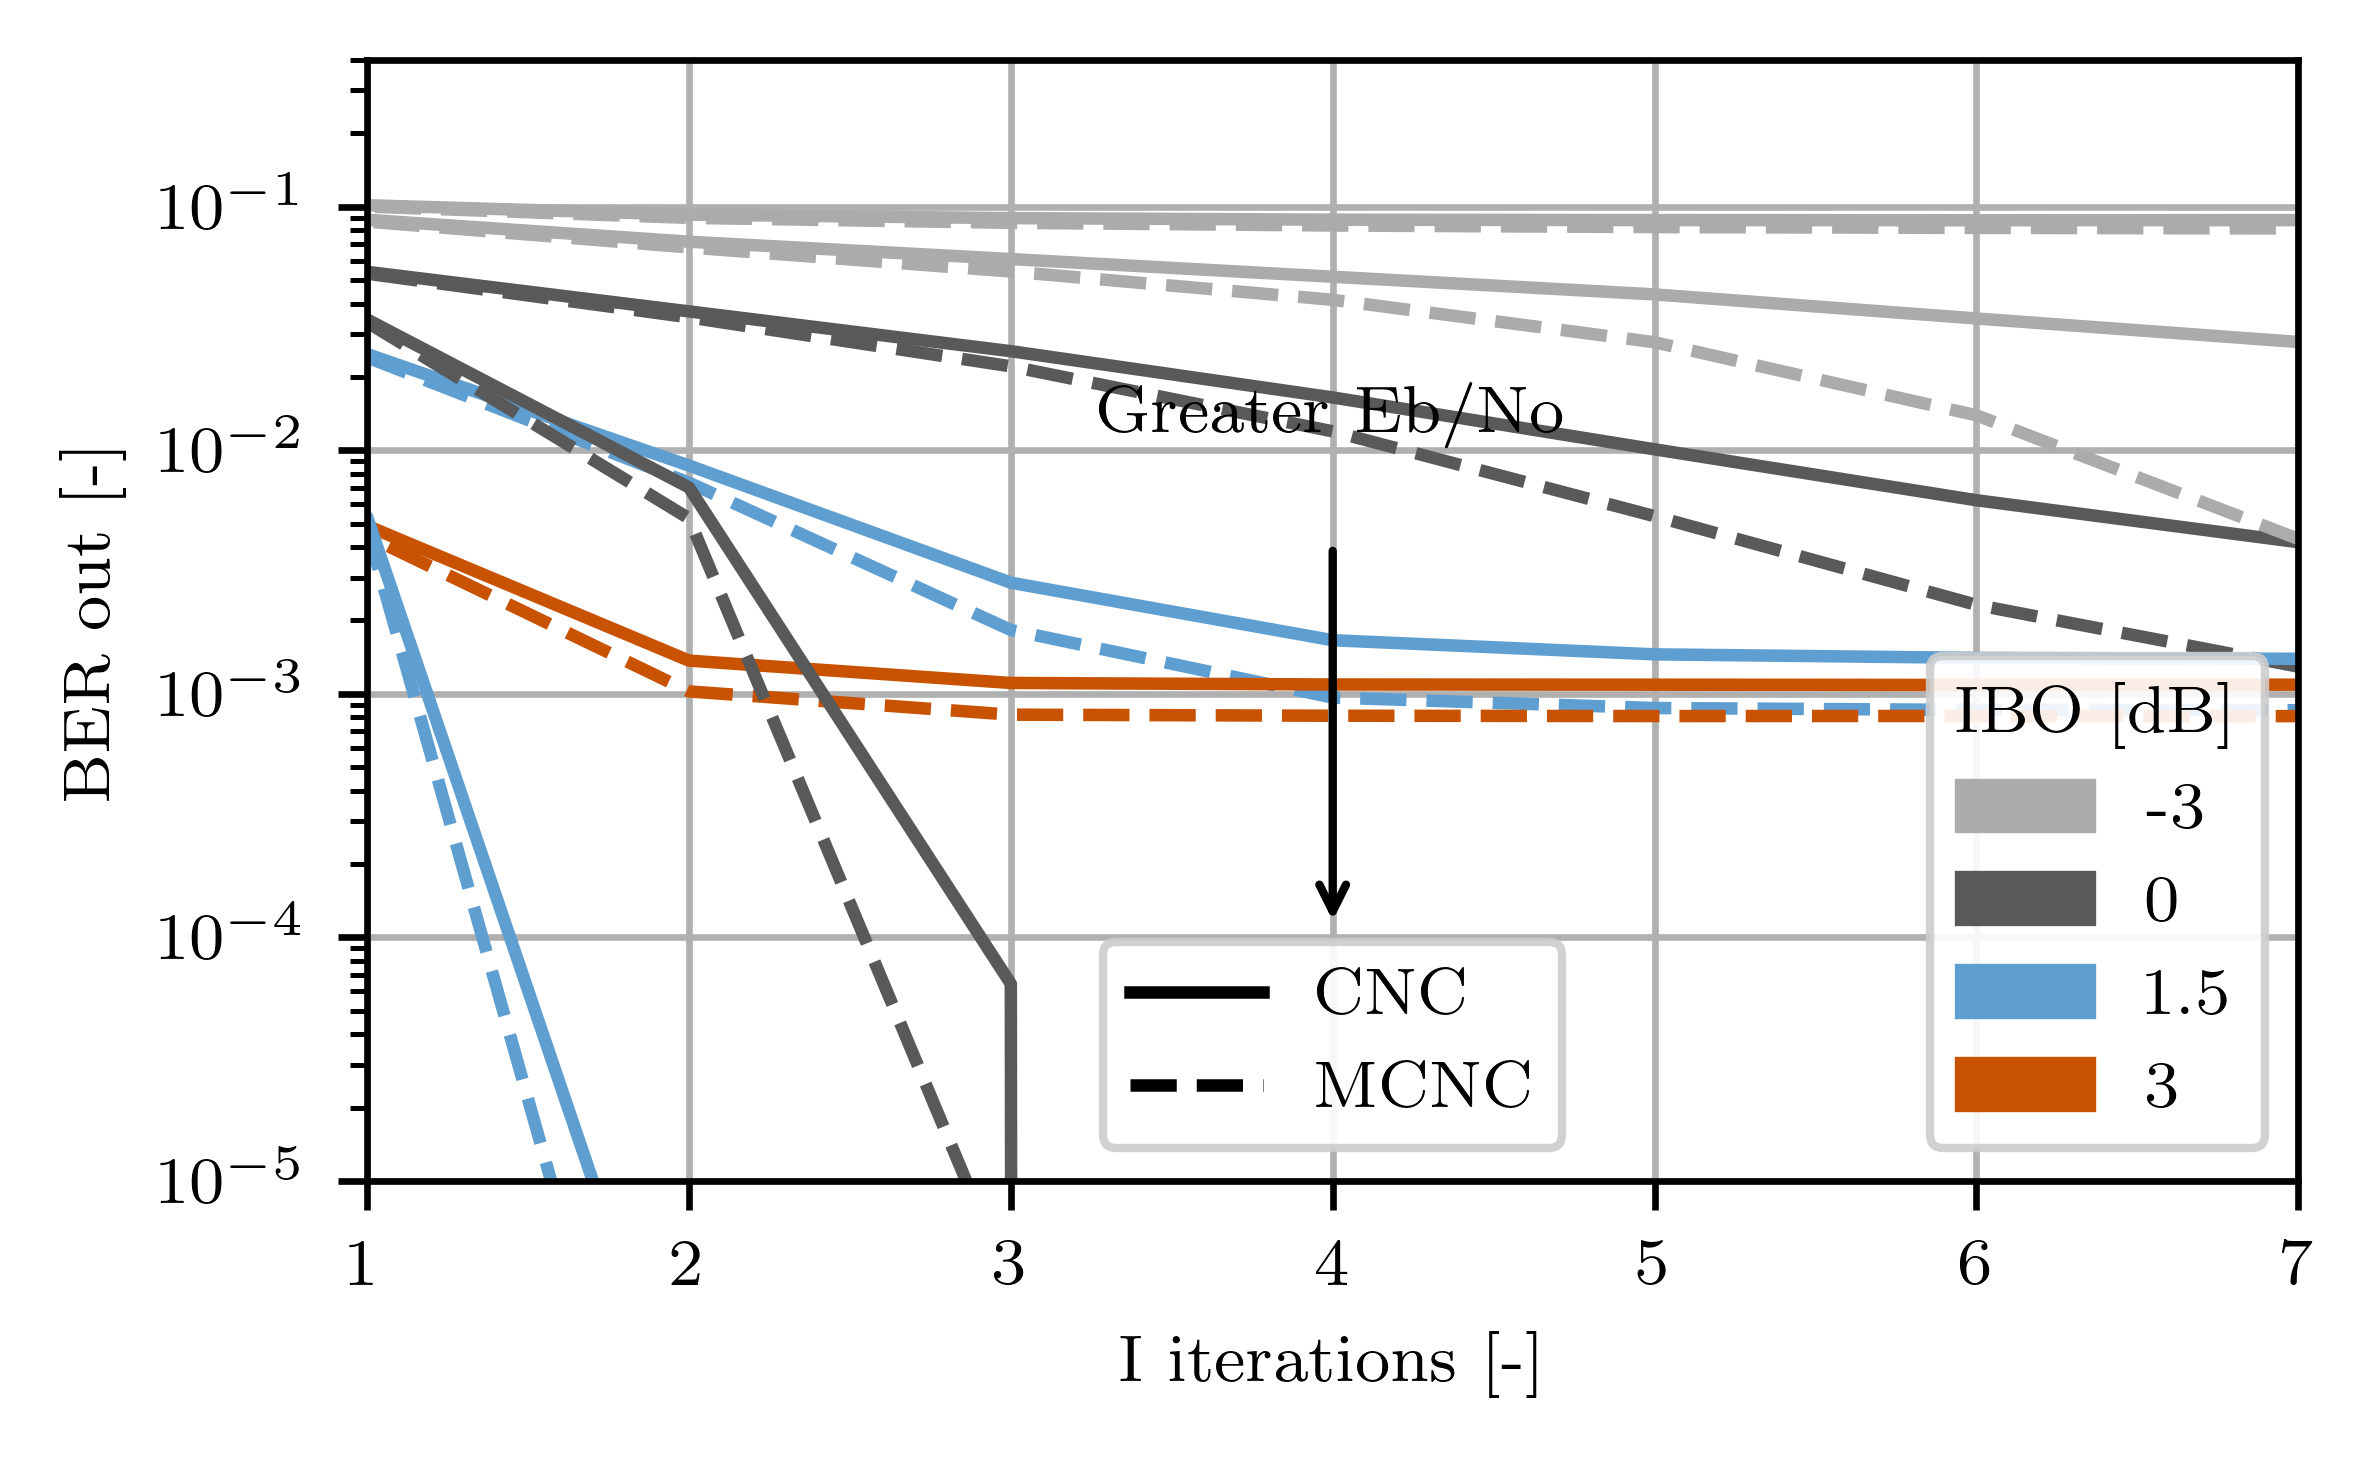 BER out [-]
10⁻¹
10⁻²
10⁻³
10⁻⁴
10⁻⁵
Greater Eb/No
CNC
MCNC
IBO [dB]
-3
0
1.5
3
1 2 3 4 5 6 7
I iterations [-]